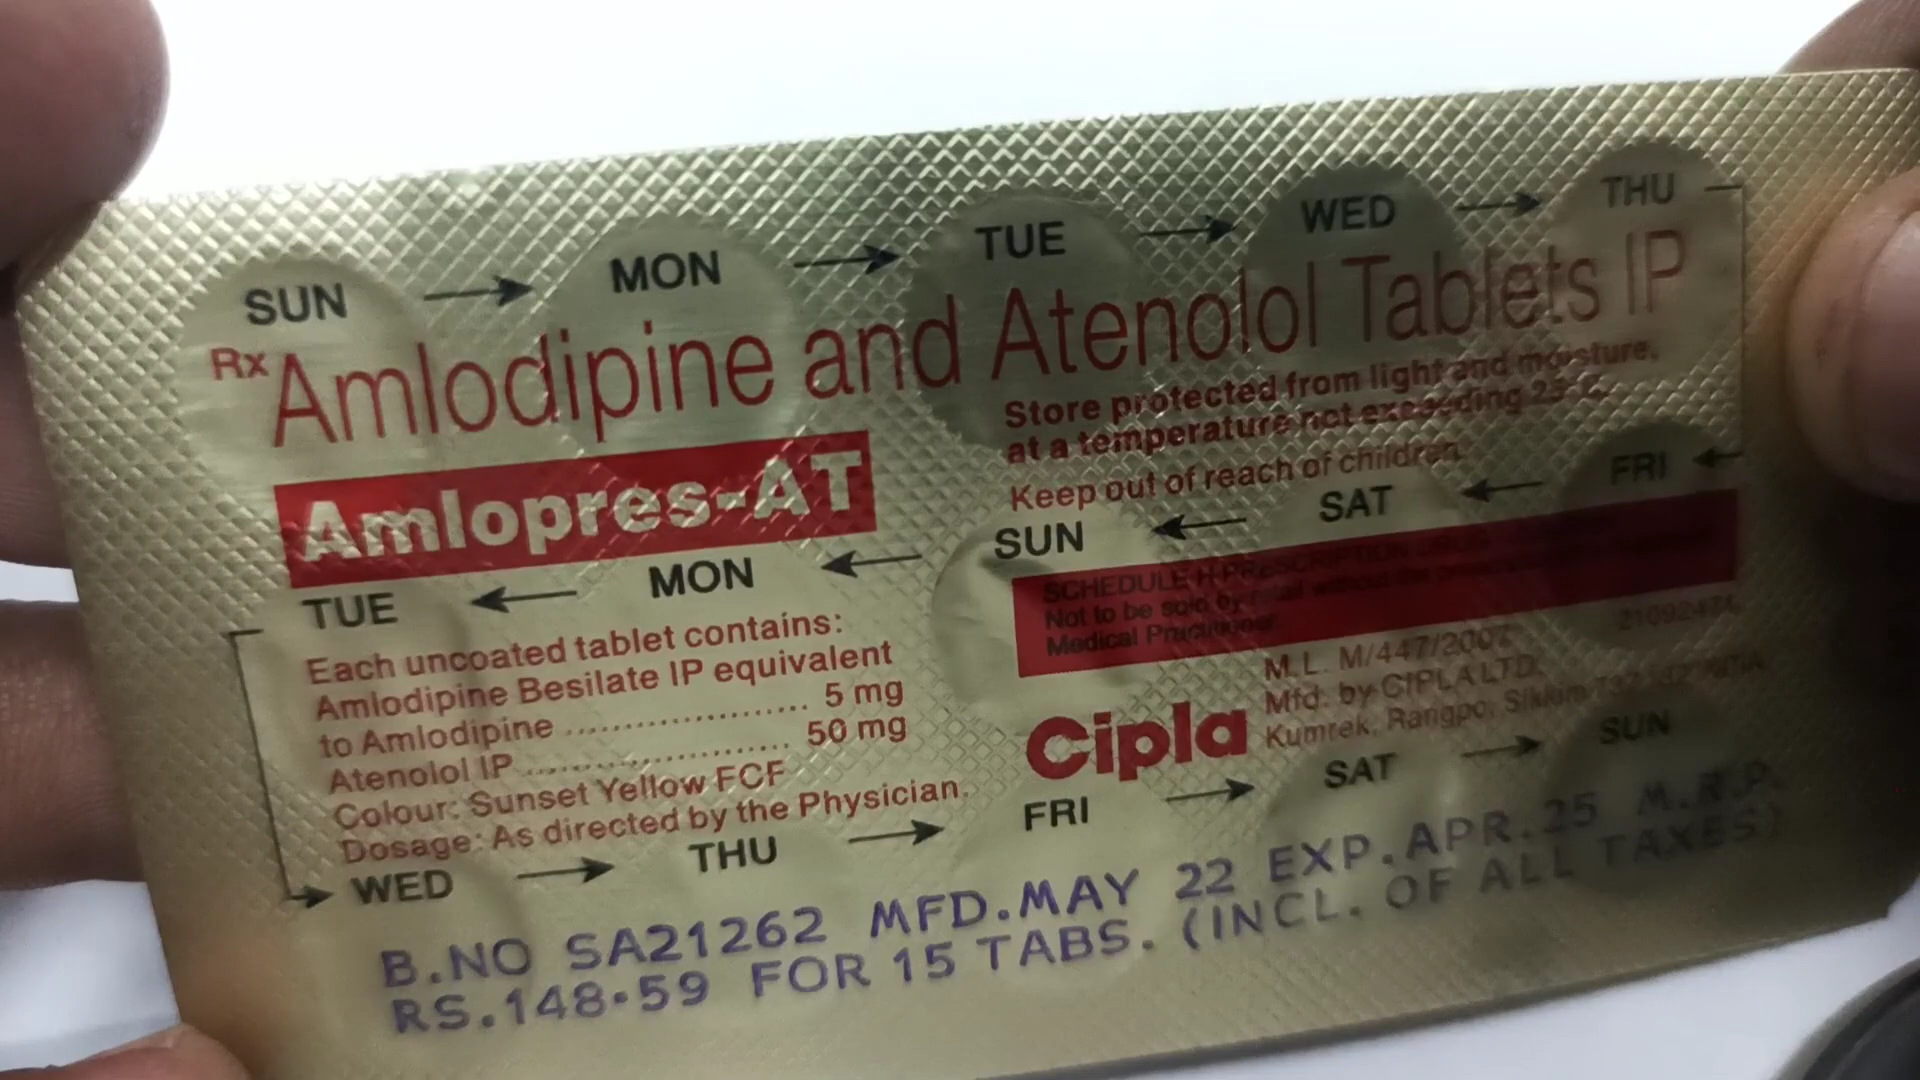 SUN → MON → TUE → WED → THU
Rx Amlodipine and Atenolol Tablets IP
Store protected from light and moisture,
at a temperature not exceeding 25°C.
Keep out of reach of children.
Amlopres-AT
TUE ← MON ← SUN ← SAT ← FRI
SCHEDULE H PRESCRIPTION DRUG
Not to be sold by retail without
Medical Practitioner.
Each uncoated tablet contains:
Amlodipine Besilate IP equivalent
to Amlodipine ..................... 5 mg
Atenolol IP ........................ 50 mg
Colour: Sunset Yellow FCF
Dosage: As directed by the Physician.
M.L. M/447/2007
Cipla
Mfd. by CIPLA LTD.
Kumrek, Rangpo, Sikkim
WED → THU → FRI → SAT → SUN
B.NO SA21262 MFD.MAY 22 EXP.APR.25 M.R.P.
RS.148.59 FOR 15 TABS. (INCL. OF ALL TAXES)